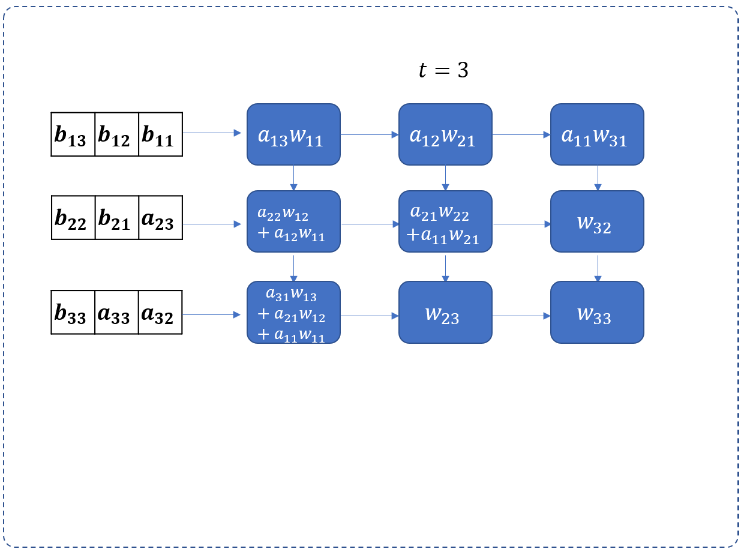 t = 3
b₁₃ b₁₂ b₁₁
a₁₃w₁₁
a₁₂w₂₁
a₁₁w₃₁
b₂₂ b₂₁ a₂₃
a₂₂w₁₂
+ a₁₂w₁₁
a₂₁w₂₂
+a₁₁w₂₁
w₃₂
b₃₃ a₃₃ a₃₂
a₃₁w₁₃
+ a₂₁w₁₂
+ a₁₁w₁₁
w₂₃
w₃₃